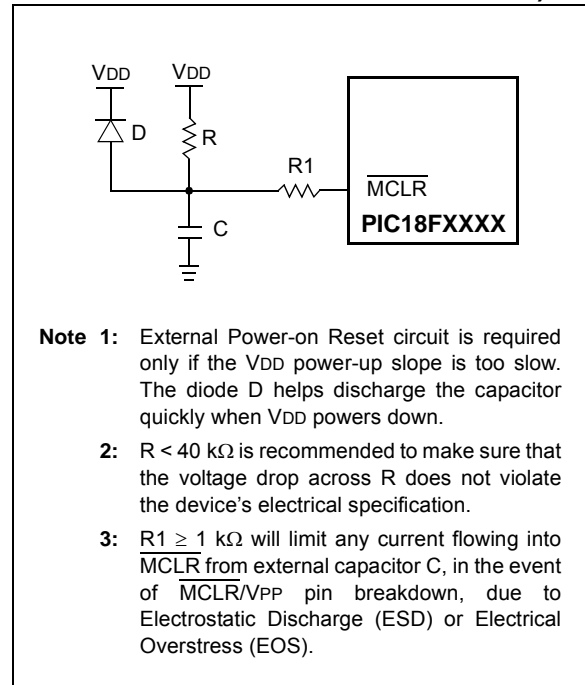 VDD VDD
D
R
R1
C
MCLR
PIC18FXXXX
Note 1: External Power-on Reset circuit is required
only if the VDD power-up slope is too slow.
The diode D helps discharge the capacitor
quickly when VDD powers down.
2: R < 40 kΩ is recommended to make sure that
the voltage drop across R does not violate
the device's electrical specification.
3: R1 ≥ 1 kΩ will limit any current flowing into
MCLR from external capacitor C, in the event
of MCLR/VPP pin breakdown, due to
Electrostatic Discharge (ESD) or Electrical
Overstress (EOS).